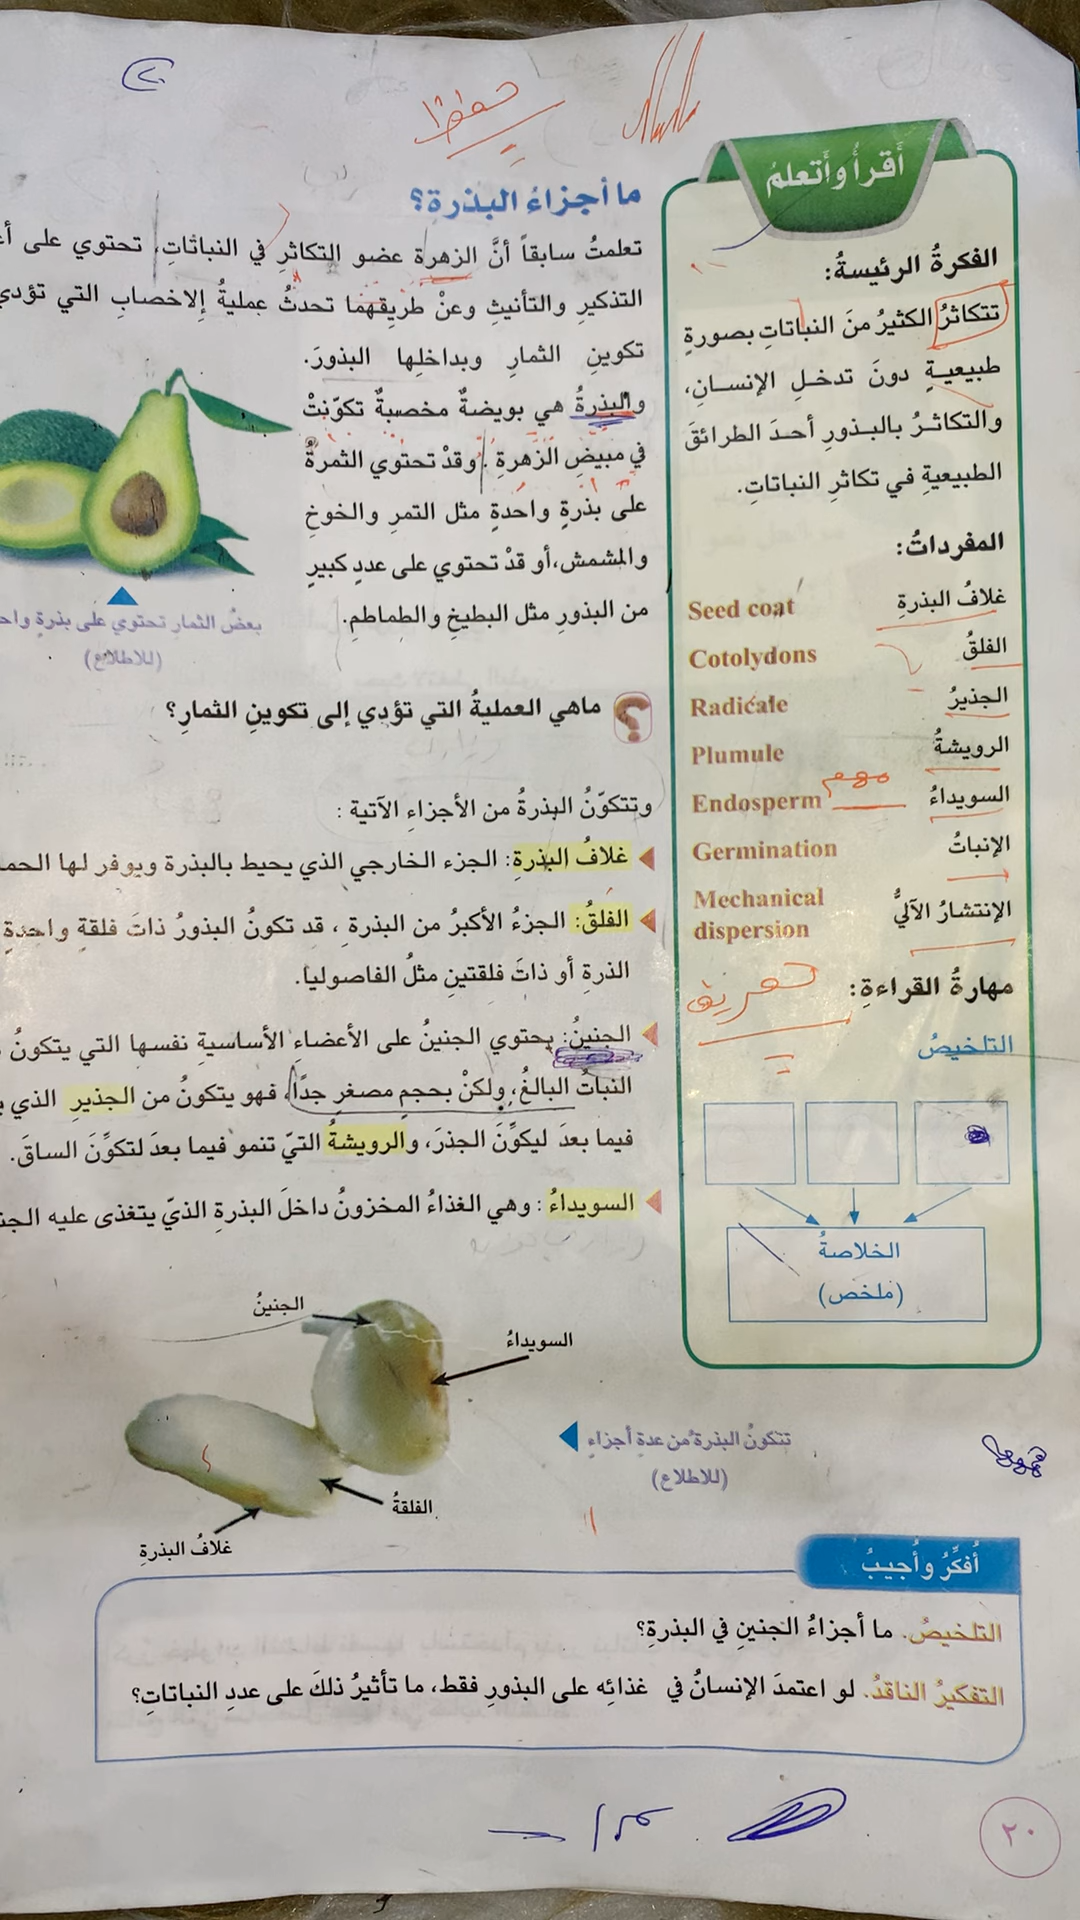 حفظ
أقرأ وأتعلمُ
الفكرةُ الرئيسةُ:
تتكاثرُ الكثيرُ منَ النباتاتِ بصورةٍ
طبيعيةٍ دونَ تدخلِ الإنسانِ،
والتكاثرُ بالبذورِ أحدَ الطرائقَ
الطبيعيةِ في تكاثرِ النباتاتِ.
المفرداتُ:
غلافُ البذرةِ Seed coat
الفلقُ Cotolydons
الجذيرُ Radicale
الرويشةُ Plumule
مهم
السويداءُ Endosperm
الإنباتُ Germination
الإنتشارُ الآليُّ Mechanical
dispersion
مهارةُ القراءةِ:
تعريف
التلخيصُ
الخلاصةُ
(ملخص)
ما أجزاءُ البذرةِ؟
تعلمتُ سابقاً أنَّ الزهرةَ عضو التكاثرِ في النباتاتِ، تحتوي على
التذكيرِ والتأنيثِ وعنْ طريقِهما تحدثُ عمليةُ إلاخصابِ التي تؤدي
تكوينِ الثمارِ وبداخلِها البذورَ.
والبذرةُ هي بويضةٌ مخصبةٌ تكوّنتْ
في مبيضِ الزهرةِ. وقدْ تحتوي الثمرةُ
على بذرةٍ واحدةٍ مثل التمرِ والخوخِ
والمشمش، أو قدْ تحتوي على عددٍ كبيرٍ
من البذورِ مثل البطيخِ والطماطمِ.
بعضُ الثمارِ تحتوي على بذرةٍ
(للاطلاع)
ماهي العمليةُ التي تؤدي إلى تكوينِ الثمارِ؟
وتتكوّنُ البذرةُ من الأجزاءِ الآتيةِ :
غلافُ البذرةِ: الجزء الخارجي الذي يحيط بالبذرة ويوفر لها
الفلقُ: الجزءُ الأكبرُ من البذرةِ، قد تكونُ البذورُ ذاتَ فلقةٍ واحدةٍ
الذرةِ أو ذاتَ فلقتينِ مثلُ الفاصوليا.
الجنينُ: يحتوي الجنينُ على الأعضاءِ الأساسيةِ نفسها التي يتكونُ
النباتُ البالغُ، ولكنْ بحجمٍ مصغرٍ جداً، فهو يتكونُ من الجذيرِ الذي
فيما بعدَ ليكوِّنَ الجذرَ، والرويشةُ التيّ تنمو فيما بعدَ لتكوِّنَ الساقَ.
السويداءُ: وهي الغذاءُ المخزونُ داخلَ البذرةِ الذيّ يتغذى عليه
الجنينُ
السويداءُ
الفلقةُ
غلافُ البذرةِ
تتكونُ البذرةُ من عدةِ أجزاءٍ
(للاطلاع)
أفكِّرُ وأُجيبُ
التلخيصُ. ما أجزاءُ الجنينِ في البذرةِ؟
التفكيرُ الناقدُ. لو اعتمدَ الإنسانُ في غذائِه على البذورِ فقط، ما تأثيرُ ذلكَ على عددِ النباتاتِ؟
٢٠